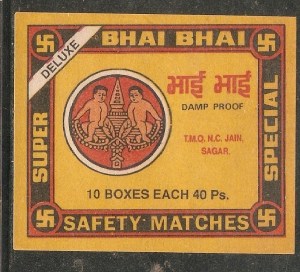 BHAI BHAI
DELUXE
भाई भाई
DAMP PROOF
T.M.O. N.C. JAIN,
SAGAR,
SUPER
SPECIAL
10 BOXES EACH 40 Ps.
SAFETY MATCHES